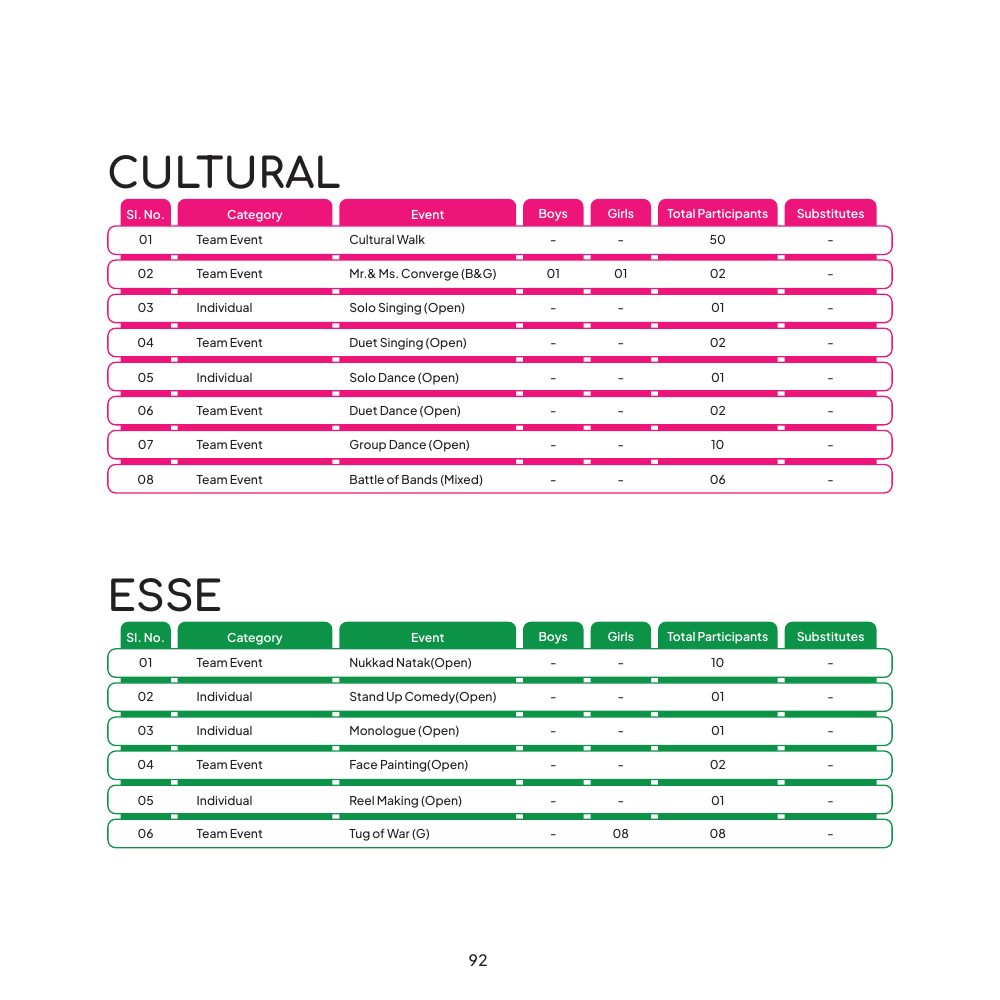 CULTURAL
Sl. No. Category Event Boys Girls Total Participants Substitutes
01 Team Event Cultural Walk - - 50 -
02 Team Event Mr.& Ms. Converge (B&G) 01 01 02 -
03 Individual Solo Singing (Open) - - 01 -
04 Team Event Duet Singing (Open) - - 02 -
05 Individual Solo Dance (Open) - - 01 -
06 Team Event Duet Dance (Open) - - 02 -
07 Team Event Group Dance (Open) - - 10 -
08 Team Event Battle of Bands (Mixed) - - 06 -
ESSE
Sl. No. Category Event Boys Girls Total Participants Substitutes
01 Team Event Nukkad Natak(Open) - - 10 -
02 Individual Stand Up Comedy(Open) - - 01 -
03 Individual Monologue (Open) - - 01 -
04 Team Event Face Painting(Open) - - 02 -
05 Individual Reel Making (Open) - - 01 -
06 Team Event Tug of War (G) - 08 08 -
92